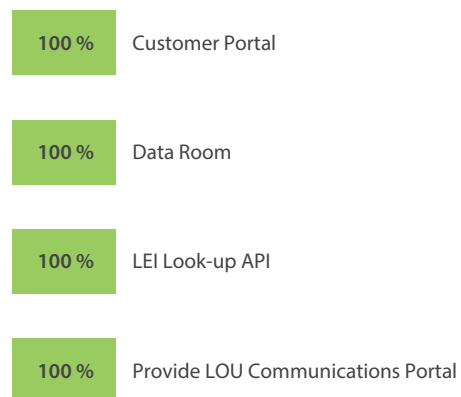 100 % Customer Portal
100 % Data Room
100 % LEI Look-up API
100 % Provide LOU Communications Portal